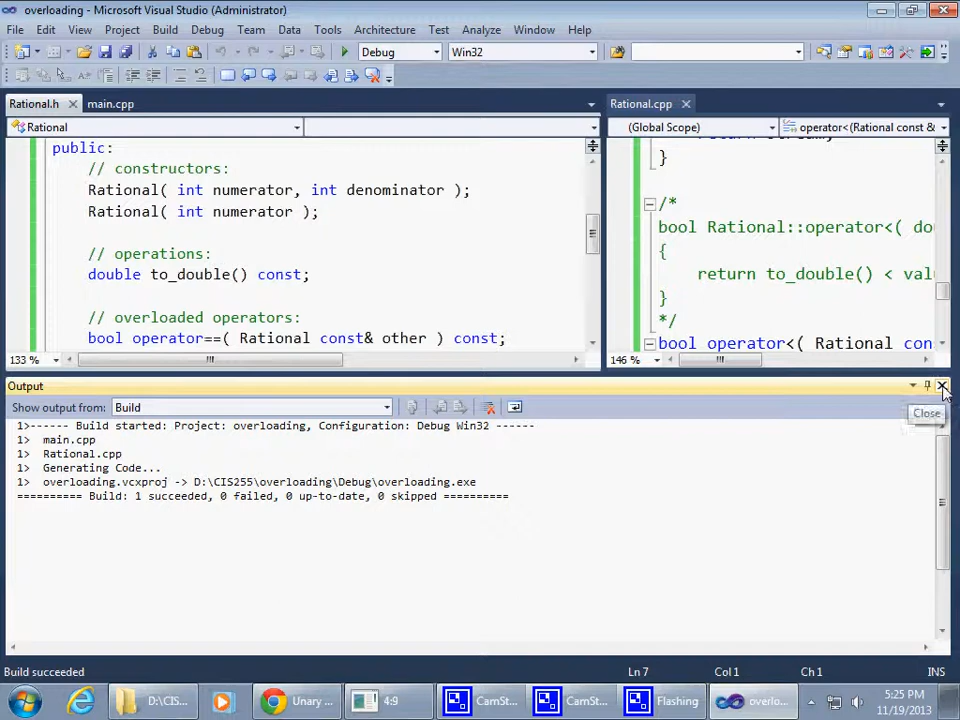 overloading - Microsoft Visual Studio (Administrator)
File Edit View Project Build Debug Team Data Tools Architecture Test Analyze Window Help
Debug Win32
Rational.h main.cpp
Rational
public:
// constructors:
Rational( int numerator, int denominator );
Rational( int numerator );
// operations:
double to_double() const;
// overloaded operators:
bool operator==( Rational const& other ) const;
133 %
Rational.cpp
(Global Scope) operator<(Rational const &
}
/*
bool Rational::operator<( do
{
return to_double() < val
}
*/
bool operator<( Rational con
146 %
Output
Close
Show output from: Build
1>------ Build started: Project: overloading, Configuration: Debug Win32 ------
1> main.cpp
1> Rational.cpp
1> Generating Code...
1> overloading.vcxproj -> D:\CIS255\overloading\Debug\overloading.exe
========== Build: 1 succeeded, 0 failed, 0 up-to-date, 0 skipped ==========
Build succeeded Ln 7 Col 1 Ch 1 INS
D:\CIS... Unary ... 4:9 CamSt... CamSt... Flashing overlo...
5:25 PM
11/19/2013